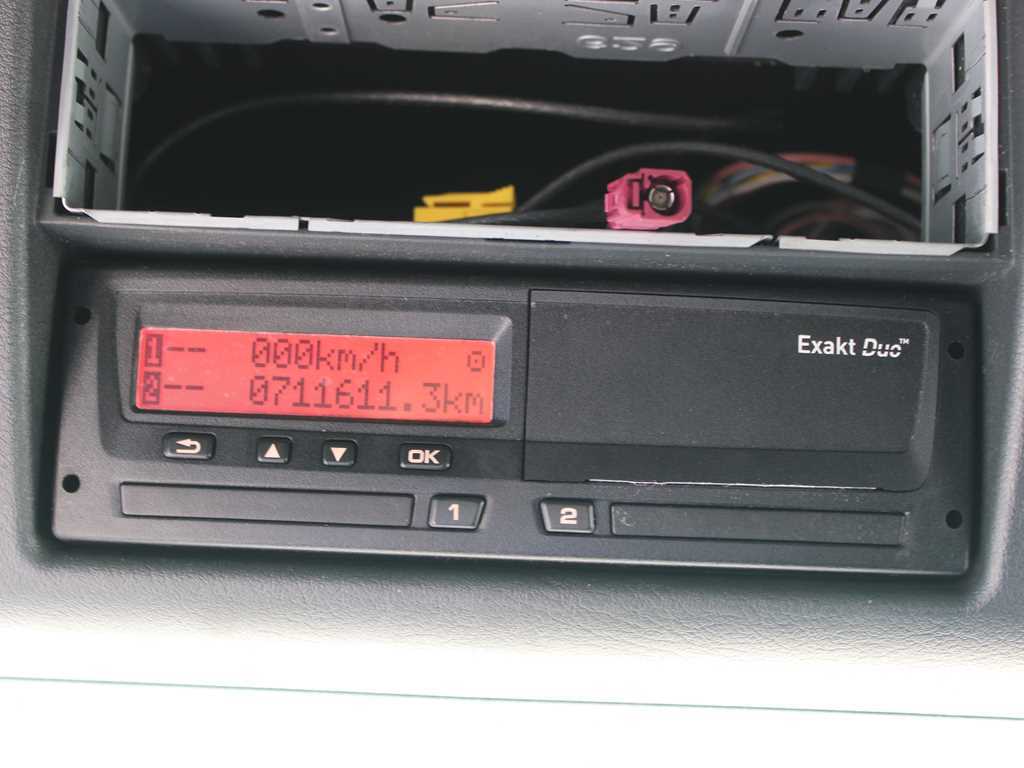 Exakt Duo™
1-- 000km/h
2-- 0711611.3km
OK
1
2